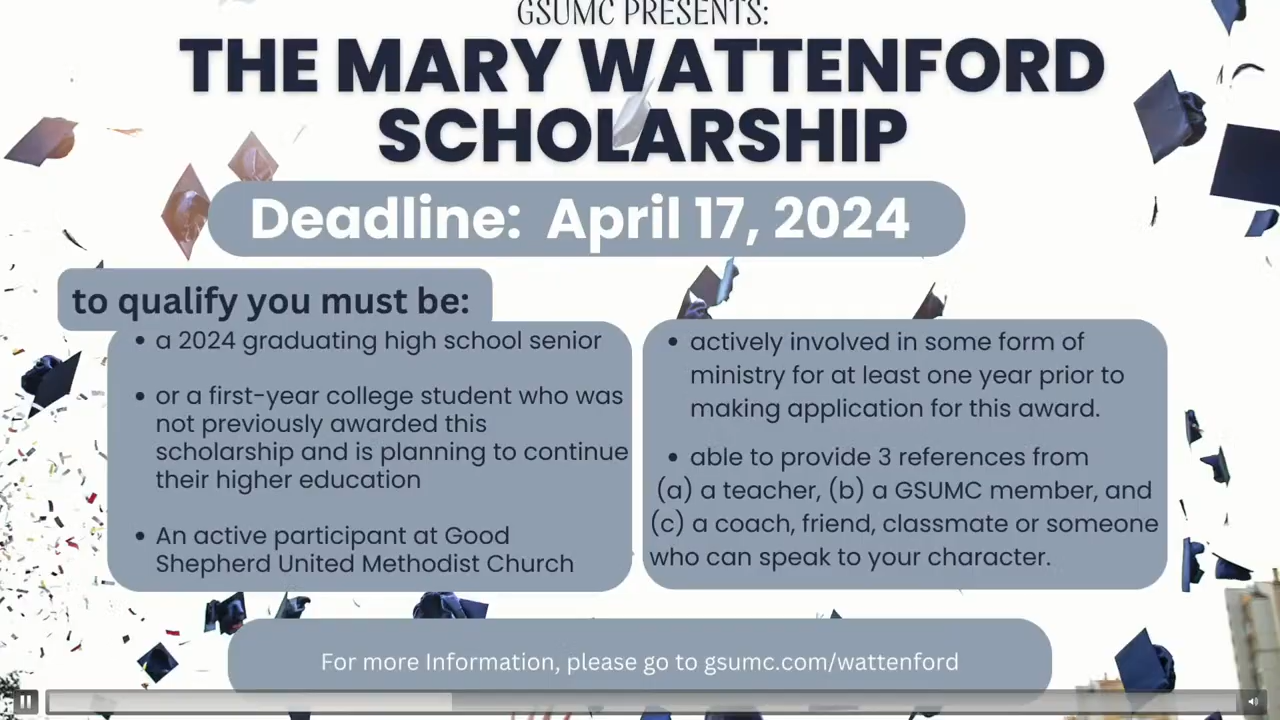 GSUMC PRESENTS:
THE MARY WATTENFORD
SCHOLARSHIP
Deadline: April 17, 2024
to qualify you must be:
• a 2024 graduating high school senior
• or a first-year college student who was
not previously awarded this
scholarship and is planning to continue
their higher education
• An active participant at Good
Shepherd United Methodist Church
• actively involved in some form of
ministry for at least one year prior to
making application for this award.
• able to provide 3 references from
(a) a teacher, (b) a GSUMC member, and
(c) a coach, friend, classmate or someone
who can speak to your character.
For more Information, please go to gsumc.com/wattenford